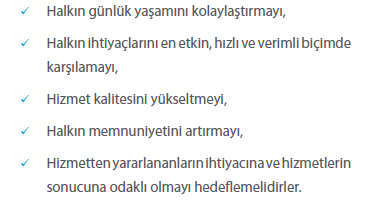 ✓ Halkın günlük yaşamını kolaylaştırmayı,
✓ Halkın ihtiyaçlarını en etkin, hızlı ve verimli biçimde
karşılamayı,
✓ Hizmet kalitesini yükseltmeyi,
✓ Halkın memnuniyetini artırmayı,
✓ Hizmetten yararlananların ihtiyacına ve hizmetlerin
sonucuna odaklı olmayı hedeflemelidirler.